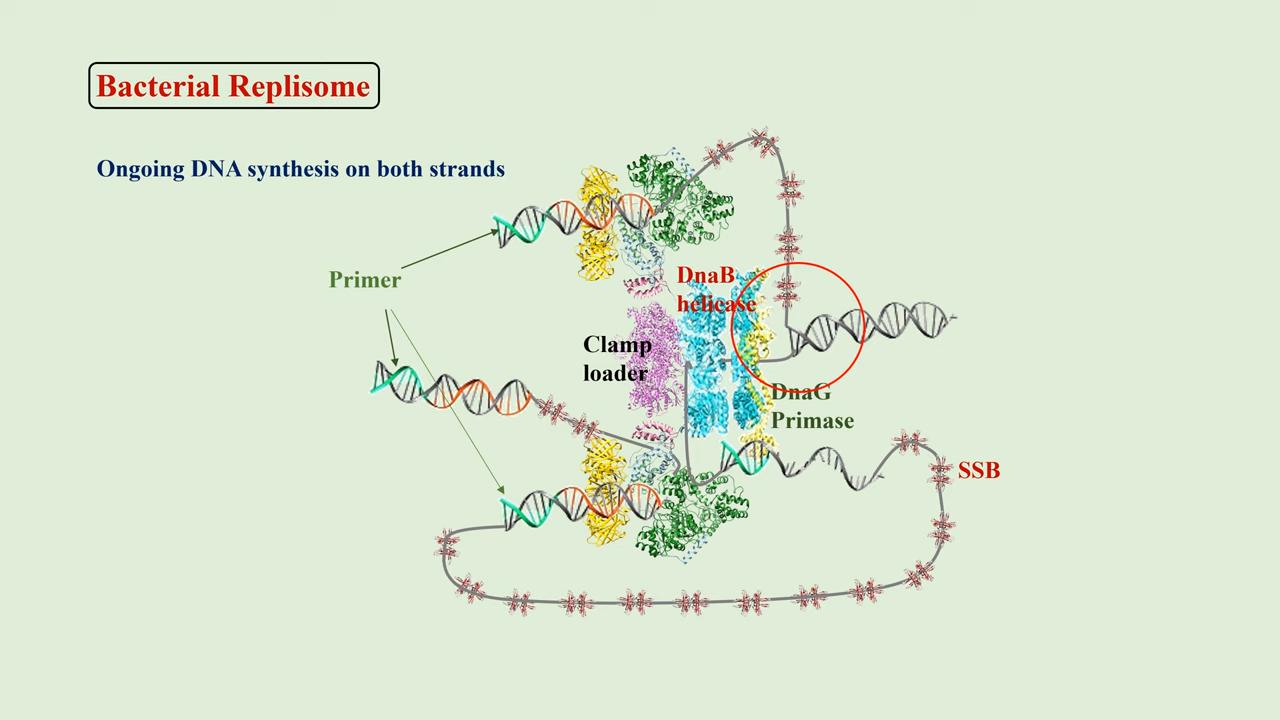 Bacterial Replisome
Ongoing DNA synthesis on both strands
Primer
DnaB
helicase
Clamp
loader
DnaG
Primase
SSB